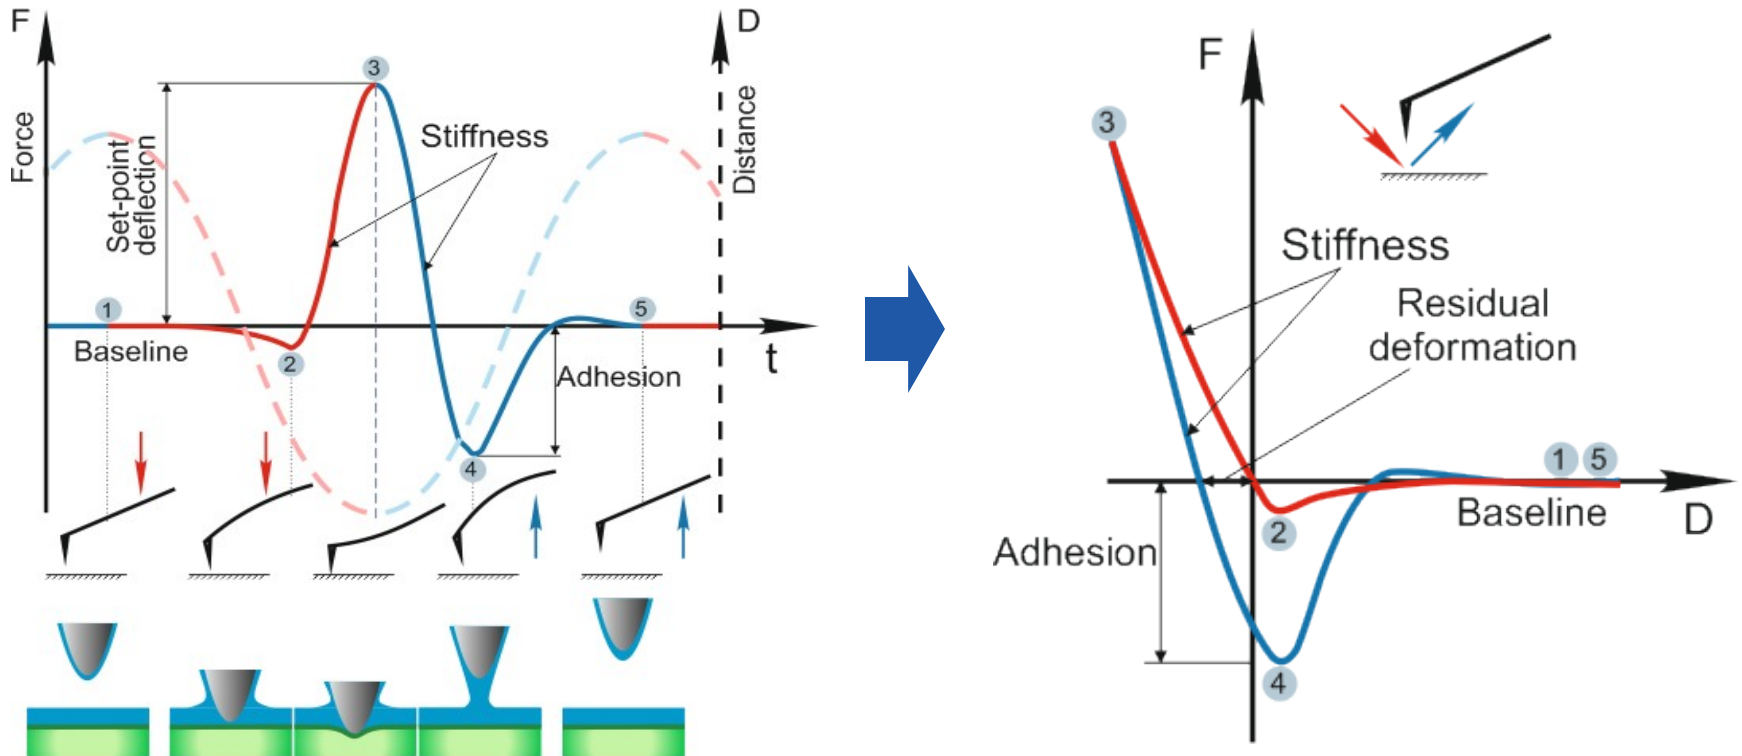 F
D
3
Force
Set-point
deflection
Stiffness
Distance
1
5
Baseline
2
t
Adhesion
4
F
3
Stiffness
Residual
deformation
1
5
Baseline
D
2
Adhesion
4